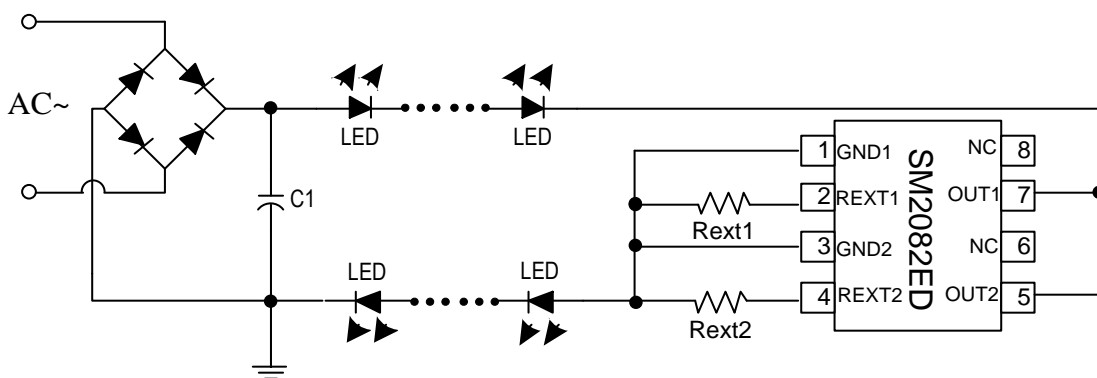 AC~
LED
LED
C1
LED
LED
Rext1
Rext2
1
GND1
2
REXT1
3
GND2
4
REXT2
SM2082ED
NC
8
OUT1
7
NC
6
OUT2
5